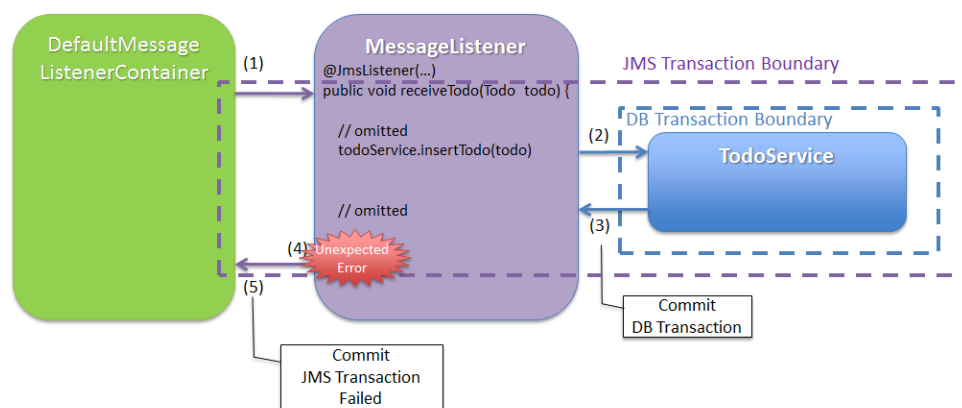 DefaultMessage
ListenerContainer
(1)
MessageListener
@JmsListener(...)
public void receiveTodo(Todo todo) {
// omitted
todoService.insertTodo(todo)
// omitted
JMS Transaction Boundary
DB Transaction Boundary
(2)
TodoService
(3)
(4)
Unexpected
Error
(5)
Commit
DB Transaction
Commit
JMS Transaction
Failed